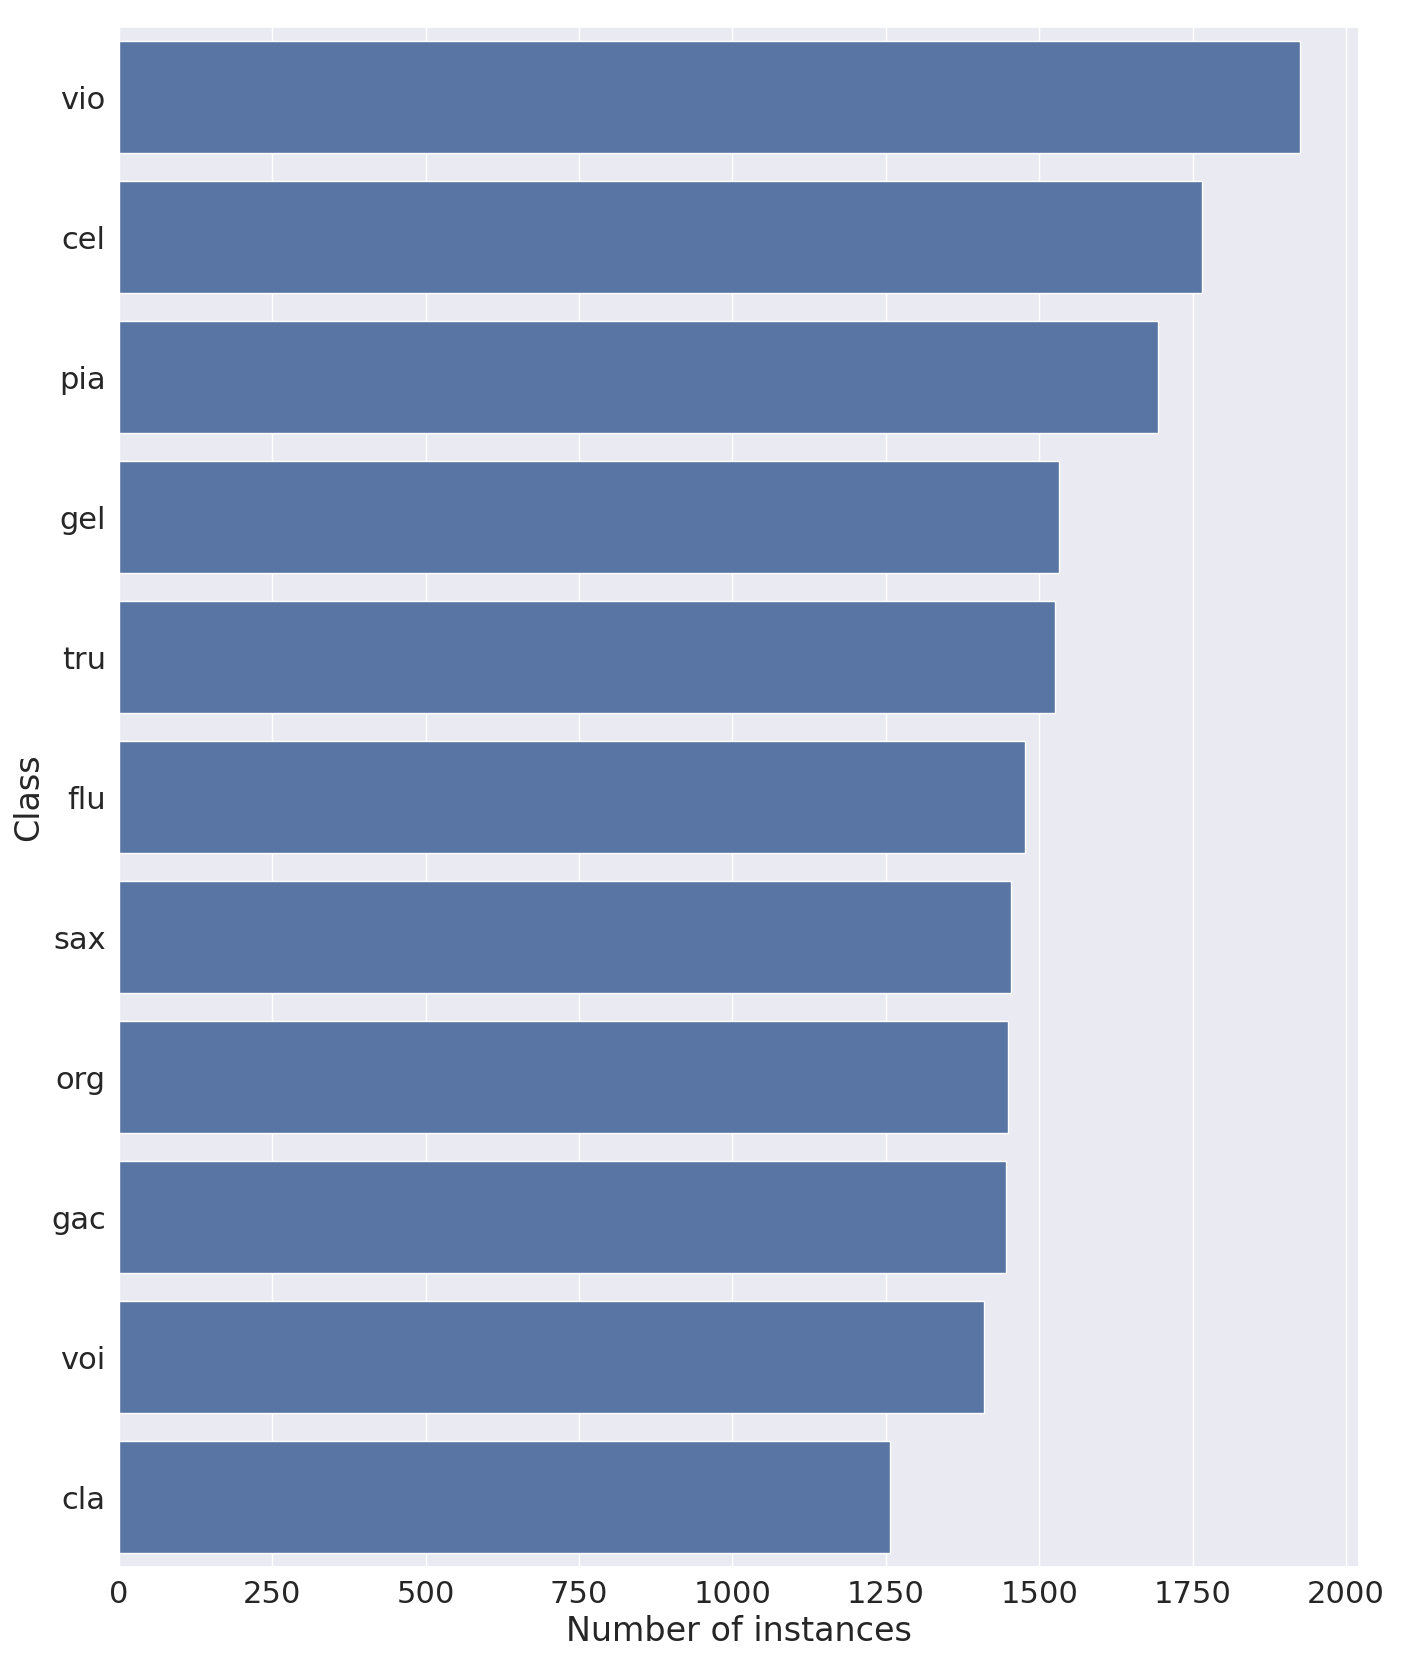 vio
cel
pia
gel
tru
flu
sax
org
gac
voi
cla
Class
0 250 500 750 1000 1250 1500 1750 2000
Number of instances